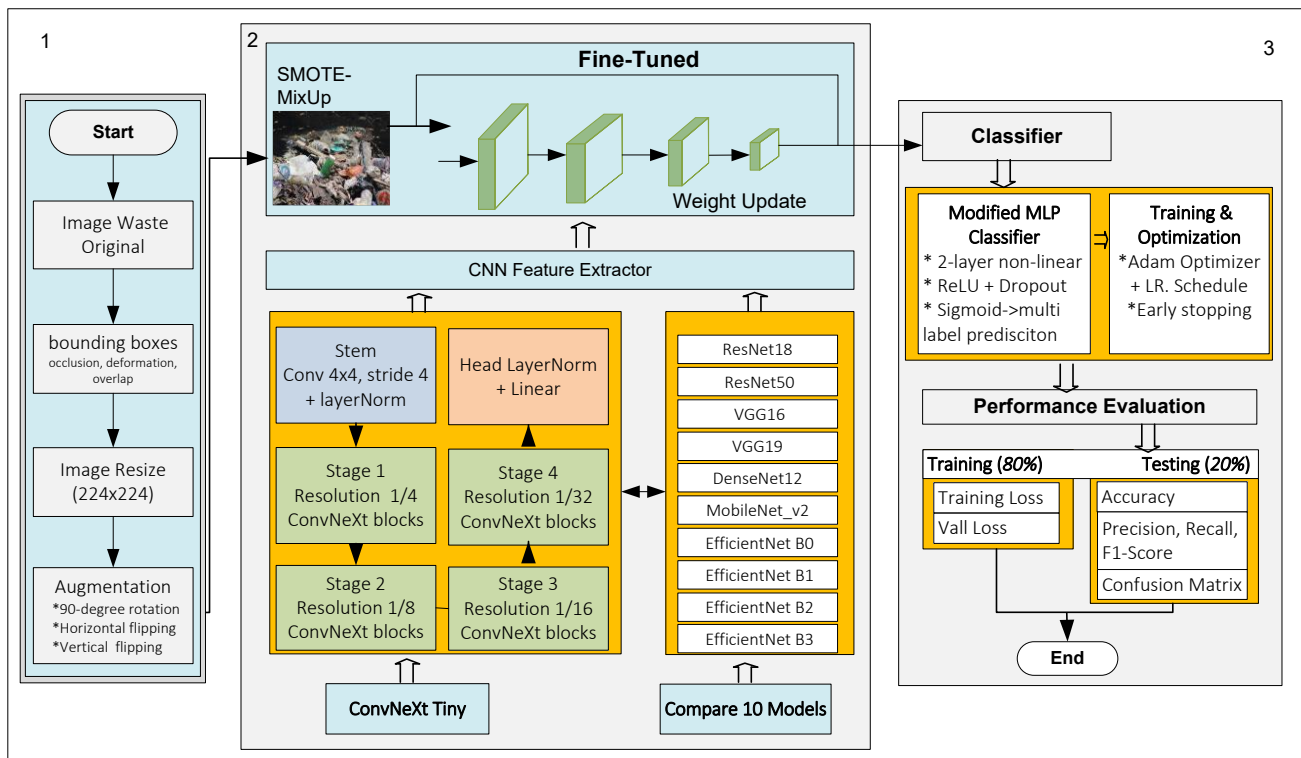 1
Start
Image Waste
Original
bounding boxes
occlusion, deformation,
overlap
Image Resize
(224x224)
Augmentation
*90-degree rotation
*Horizontal flipping
*Vertical flipping
2
Fine-Tuned
SMOTE-
MixUp
Weight Update
CNN Feature Extractor
Stem
Conv 4x4, stride 4
+ layerNorm
Head LayerNorm
+ Linear
Stage 1
Resolution 1/4
ConvNeXt blocks
Stage 4
Resolution 1/32
ConvNeXt blocks
Stage 2
Resolution 1/8
ConvNeXt blocks
Stage 3
Resolution 1/16
ConvNeXt blocks
ConvNeXt Tiny
ResNet18
ResNet50
VGG16
VGG19
DenseNet12
MobileNet_v2
EfficientNet B0
EfficientNet B1
EfficientNet B2
EfficientNet B3
Compare 10 Models
3
Classifier
Modified MLP
Classifier
* 2-layer non-linear
* ReLU + Dropout
* Sigmoid->multi
label predisciton
Training &
Optimization
*Adam Optimizer
+ LR. Schedule
*Early stopping
Performance Evaluation
Training (80%)
Testing (20%)
Training Loss
Vall Loss
Accuracy
Precision, Recall,
F1-Score
Confusion Matrix
End